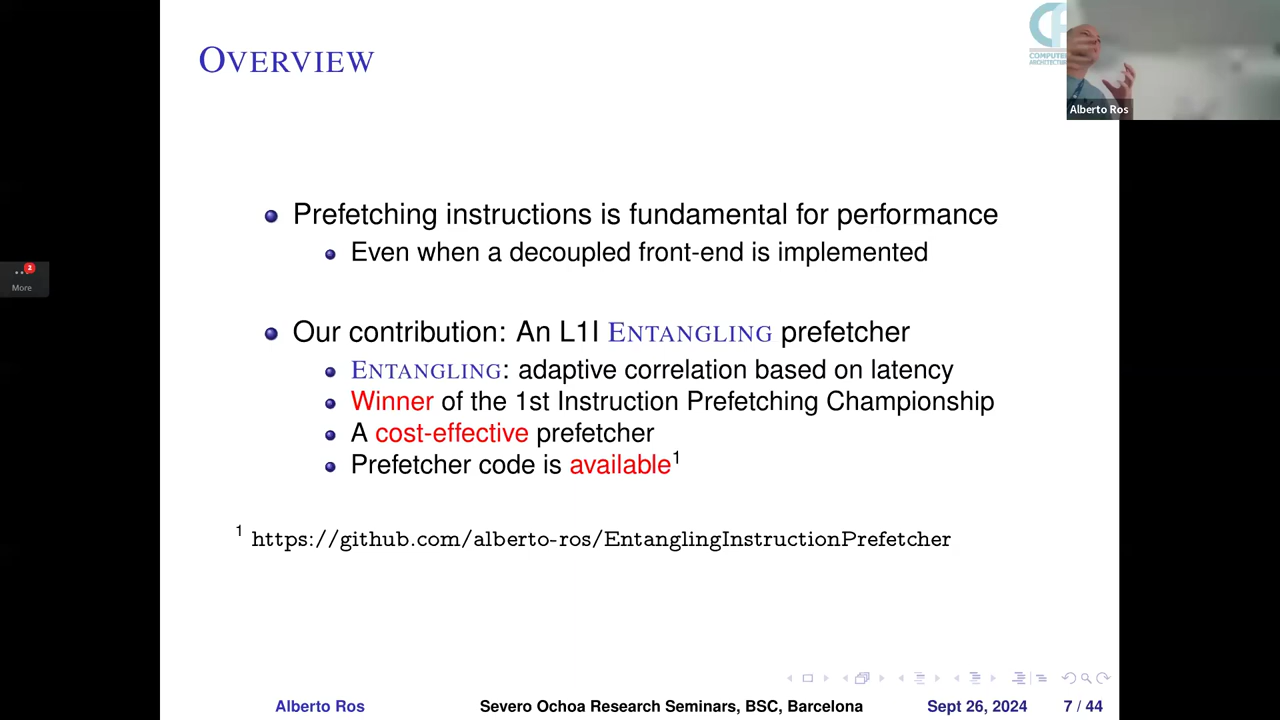 OVERVIEW
COMPUTE
ARCHITECTU
Alberto Ros
Prefetching instructions is fundamental for performance
Even when a decoupled front-end is implemented
2
More
Our contribution: An L1I ENTANGLING prefetcher
ENTANGLING: adaptive correlation based on latency
Winner of the 1st Instruction Prefetching Championship
A cost-effective prefetcher
Prefetcher code is available¹
¹ https://github.com/alberto-ros/EntanglingInstructionPrefetcher
Alberto Ros Severo Ochoa Research Seminars, BSC, Barcelona Sept 26, 2024 7 / 44